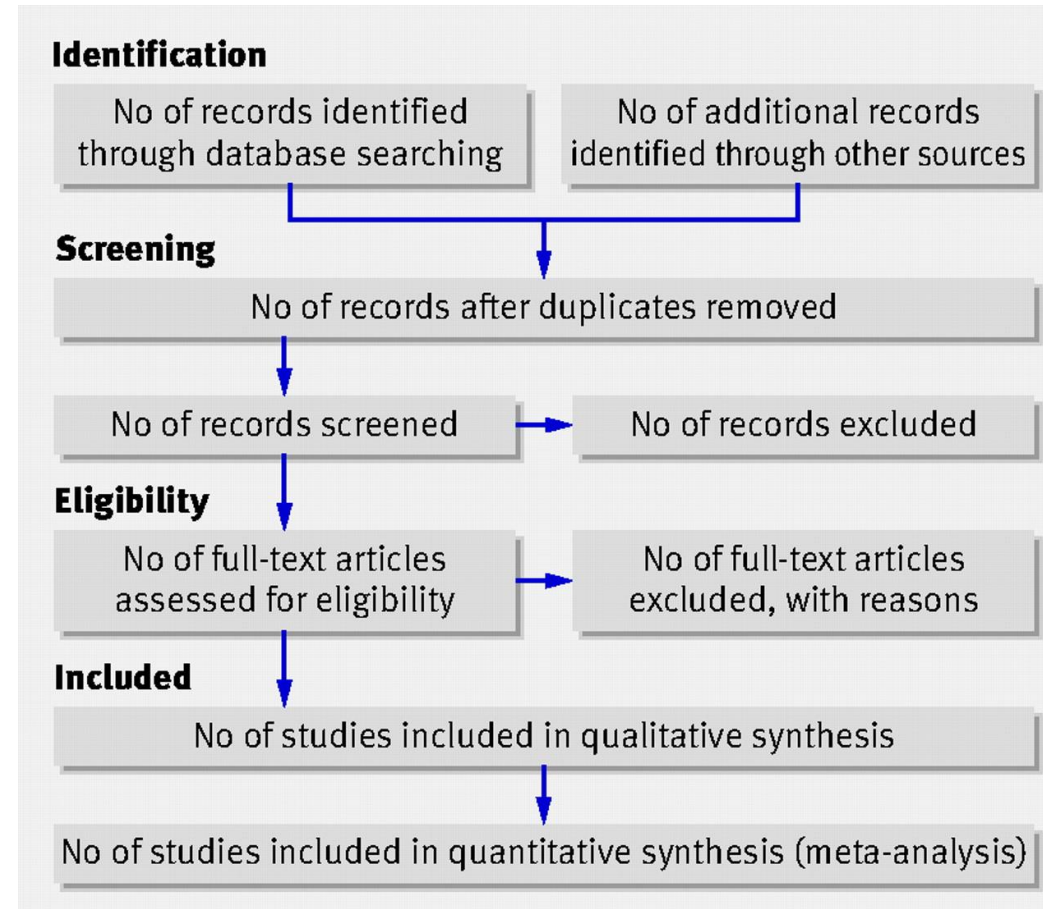 Identification
No of records identified
through database searching
No of additional records
identified through other sources
Screening
No of records after duplicates removed
No of records screened
No of records excluded
Eligibility
No of full-text articles
assessed for eligibility
No of full-text articles
excluded, with reasons
Included
No of studies included in qualitative synthesis
No of studies included in quantitative synthesis (meta-analysis)